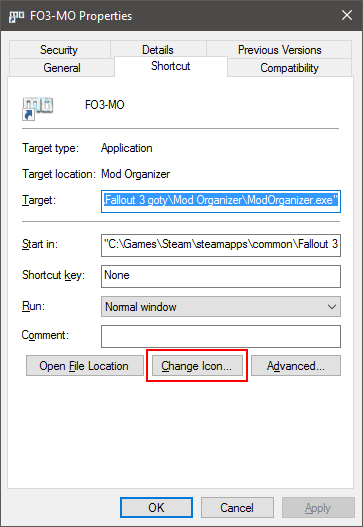 FO3-MO Properties
Security Details Previous Versions
General Shortcut Compatibility
FO3-MO
Target type: Application
Target location: Mod Organizer
Target: Fallout 3 goty\Mod Organizer\ModOrganizer.exe"
Start in: "C:\Games\Steam\steamapps\common\Fallout 3
Shortcut key: None
Run: Normal window
Comment:
Open File Location Change Icon... Advanced...
OK Cancel Apply